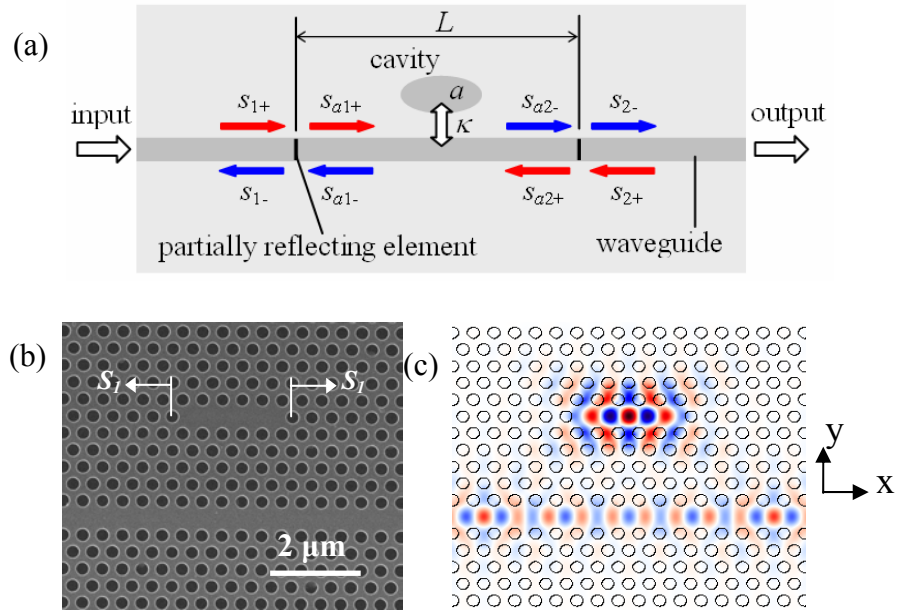 (a)
L
cavity
a
κ
input
output
s1+
sa1+
sa2-
s2-
s1-
sa1-
sa2+
s2+
partially reflecting element
waveguide
(b)
s1
s1
2 μm
(c)
y
x